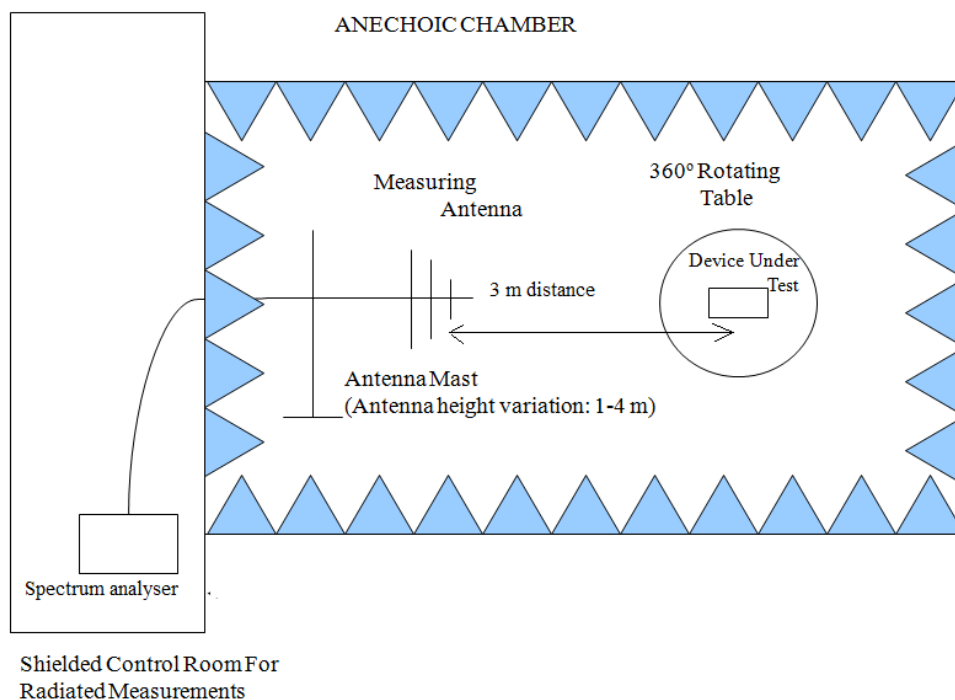 ANECHOIC CHAMBER
Measuring
Antenna
360º Rotating
Table
Device Under
Test
3 m distance
Antenna Mast
(Antenna height variation: 1-4 m)
Spectrum analyser
Shielded Control Room For
Radiated Measurements